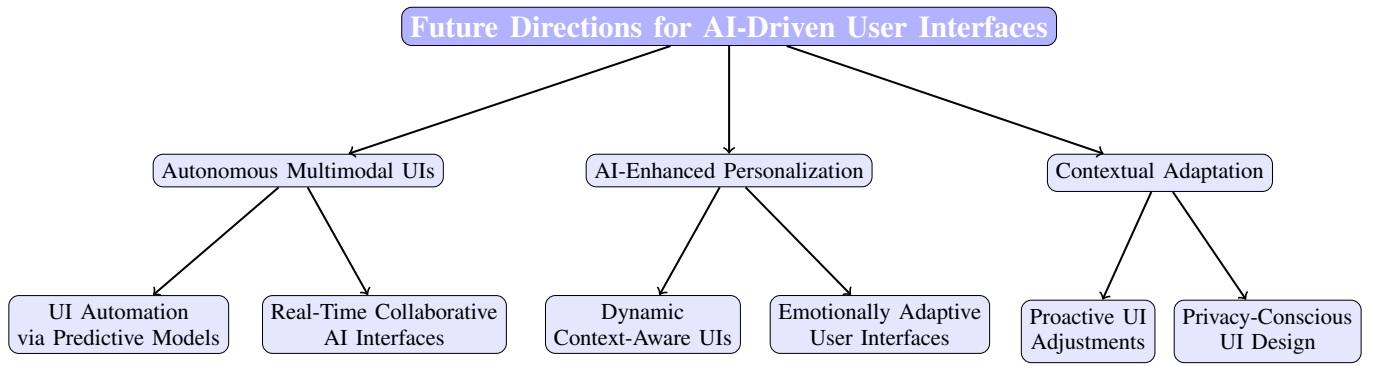 Future Directions for AI-Driven User Interfaces
Autonomous Multimodal UIs
AI-Enhanced Personalization
Contextual Adaptation
UI Automation
via Predictive Models
Real-Time Collaborative
AI Interfaces
Dynamic
Context-Aware UIs
Emotionally Adaptive
User Interfaces
Proactive UI
Adjustments
Privacy-Conscious
UI Design